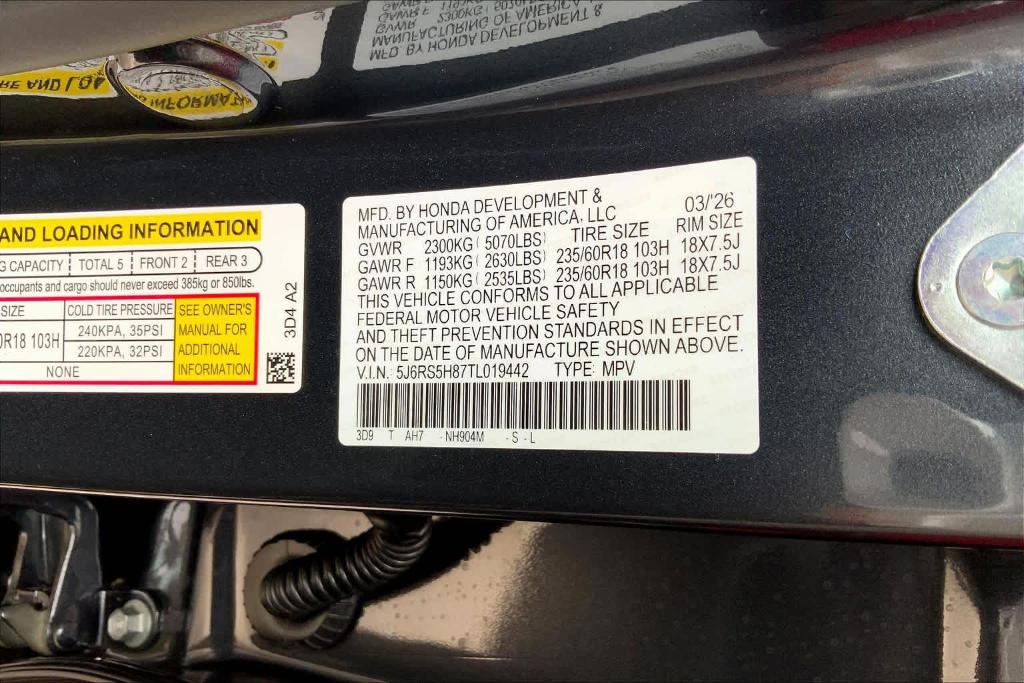 AND LOADING INFORMATION
G CAPACITY TOTAL 5 FRONT 2 REAR 3
occupants and cargo should never exceed 385kg or 850lbs.
SIZE COLD TIRE PRESSURE SEE OWNER'S MANUAL FOR ADDITIONAL INFORMATION
0R18 103H 240KPA, 35PSI
220KPA, 32PSI
NONE
3D4 A2
MFD. BY HONDA DEVELOPMENT & 03/'26
MANUFACTURING OF AMERICA, LLC
GVWR 2300KG ( 5070LBS) TIRE SIZE RIM SIZE
GAWR F 1193KG ( 2630LBS) 235/60R18 103H 18X7.5J
GAWR R 1150KG ( 2535LBS) 235/60R18 103H 18X7.5J
THIS VEHICLE CONFORMS TO ALL APPLICABLE
FEDERAL MOTOR VEHICLE SAFETY
AND THEFT PREVENTION STANDARDS IN EFFECT
ON THE DATE OF MANUFACTURE SHOWN ABOVE.
V.I.N: 5J6RS5H87TL019442 TYPE: MPV
3D9 T AH7 - NH904M - S - L